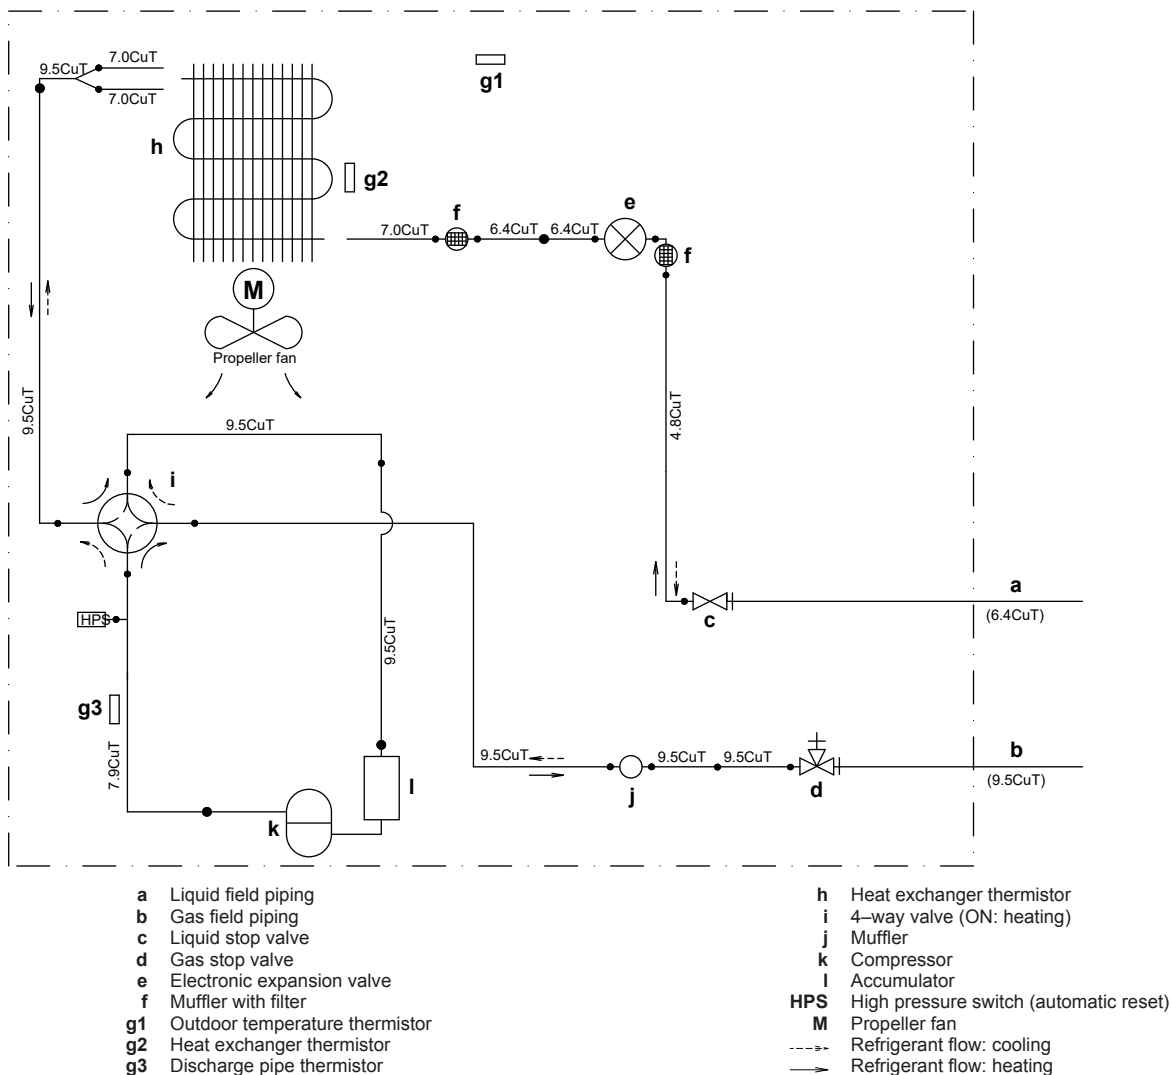 7.0CuT
9.5CuT
7.0CuT
g1
h
g2
f
e
7.0CuT
6.4CuT
6.4CuT
f
M
Propeller fan
9.5CuT
4.8CuT
9.5CuT
i
a
(6.4CuT)
c
HPS
9.5CuT
g3
7.9CuT
9.5CuT
9.5CuT
9.5CuT
b
(9.5CuT)
l
j
d
k
a Liquid field piping
b Gas field piping
c Liquid stop valve
d Gas stop valve
e Electronic expansion valve
f Muffler with filter
g1 Outdoor temperature thermistor
g2 Heat exchanger thermistor
g3 Discharge pipe thermistor
h Heat exchanger thermistor
i 4–way valve (ON: heating)
j Muffler
k Compressor
l Accumulator
HPS High pressure switch (automatic reset)
M Propeller fan
Refrigerant flow: cooling
Refrigerant flow: heating